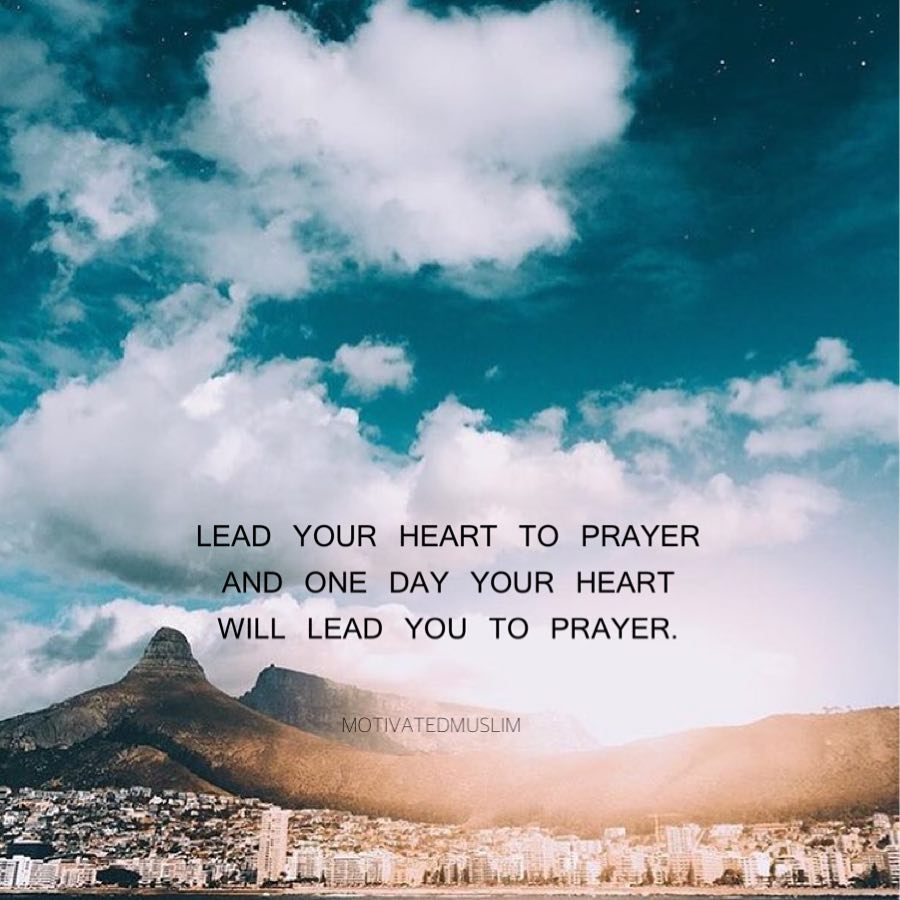 LEAD YOUR HEART TO PRAYER
AND ONE DAY YOUR HEART
WILL LEAD YOU TO PRAYER.
MOTIVATEDMUSLIM